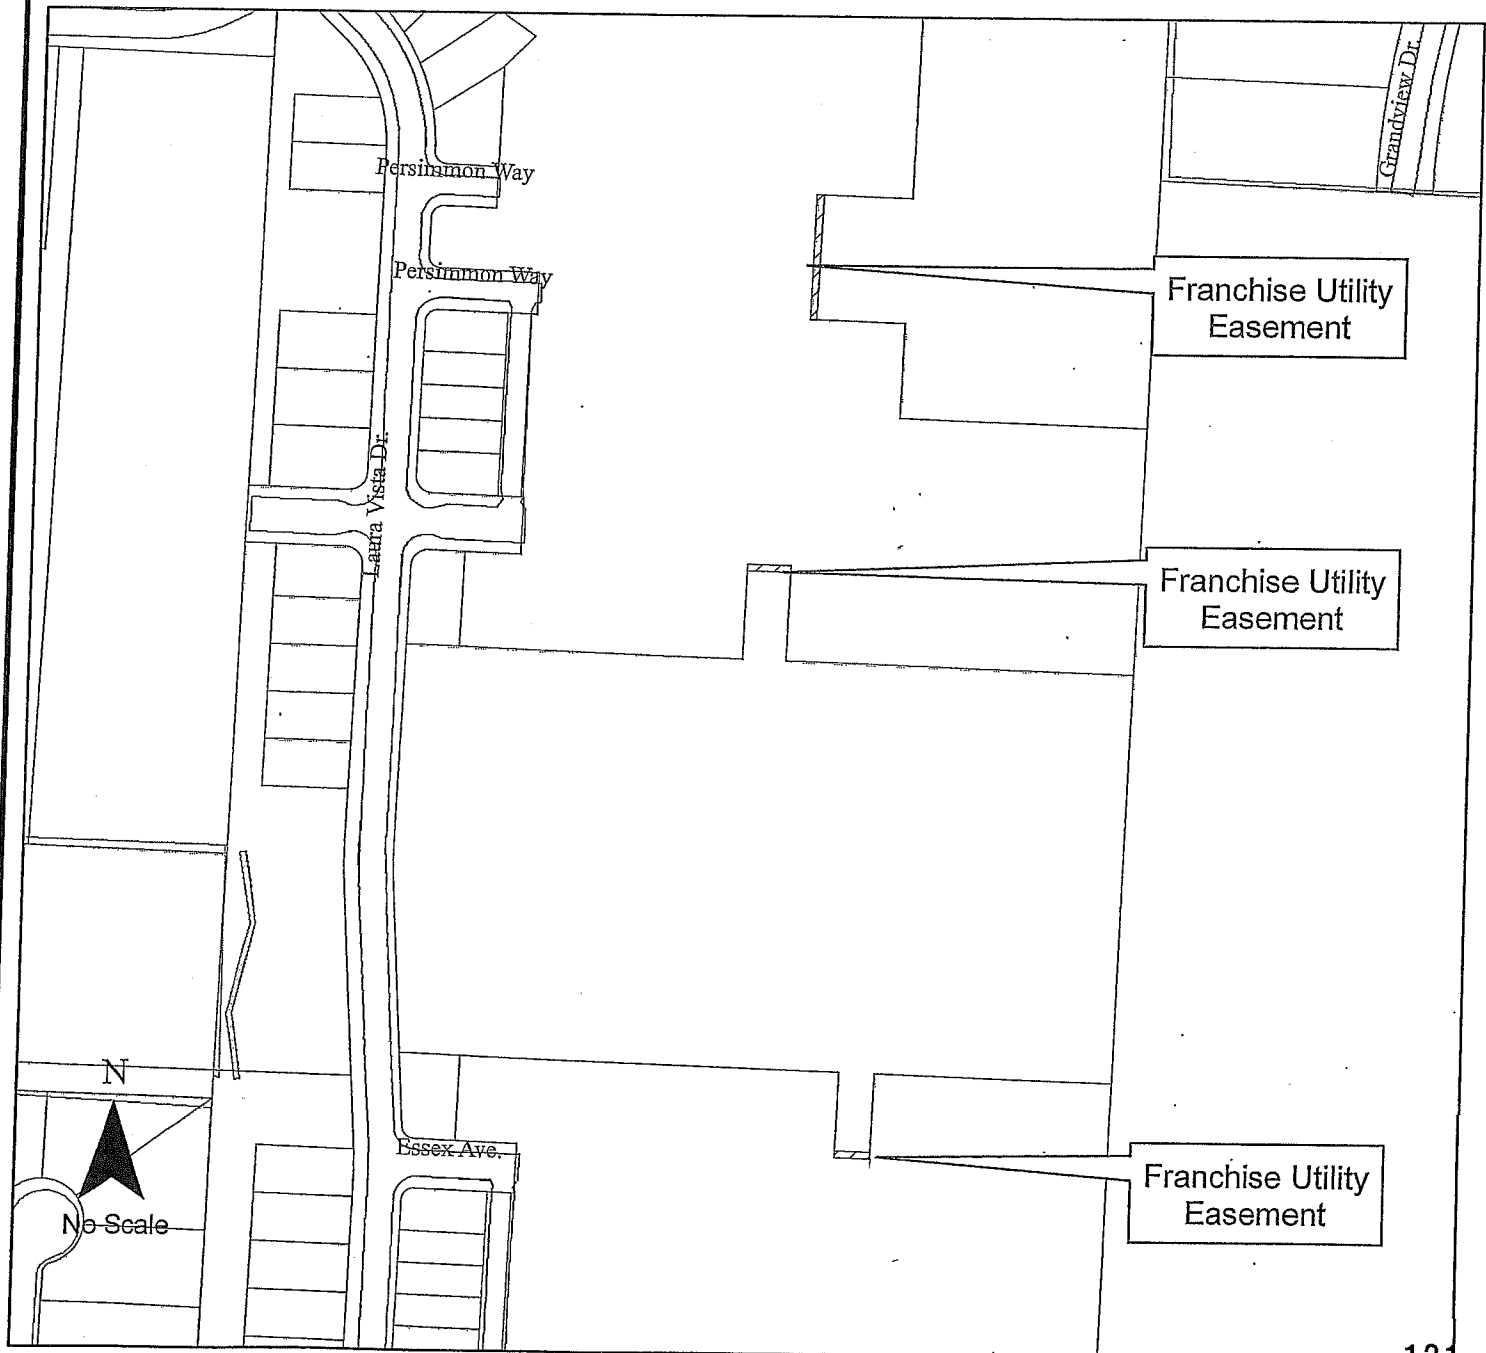 Grandview Dr.
Persimmon Way
Persimmon Way
Franchise Utility
Easement
Laura Vista Dr.
Franchise Utility
Easement
N
Essex Ave.
Franchise Utility
Easement
No Scale